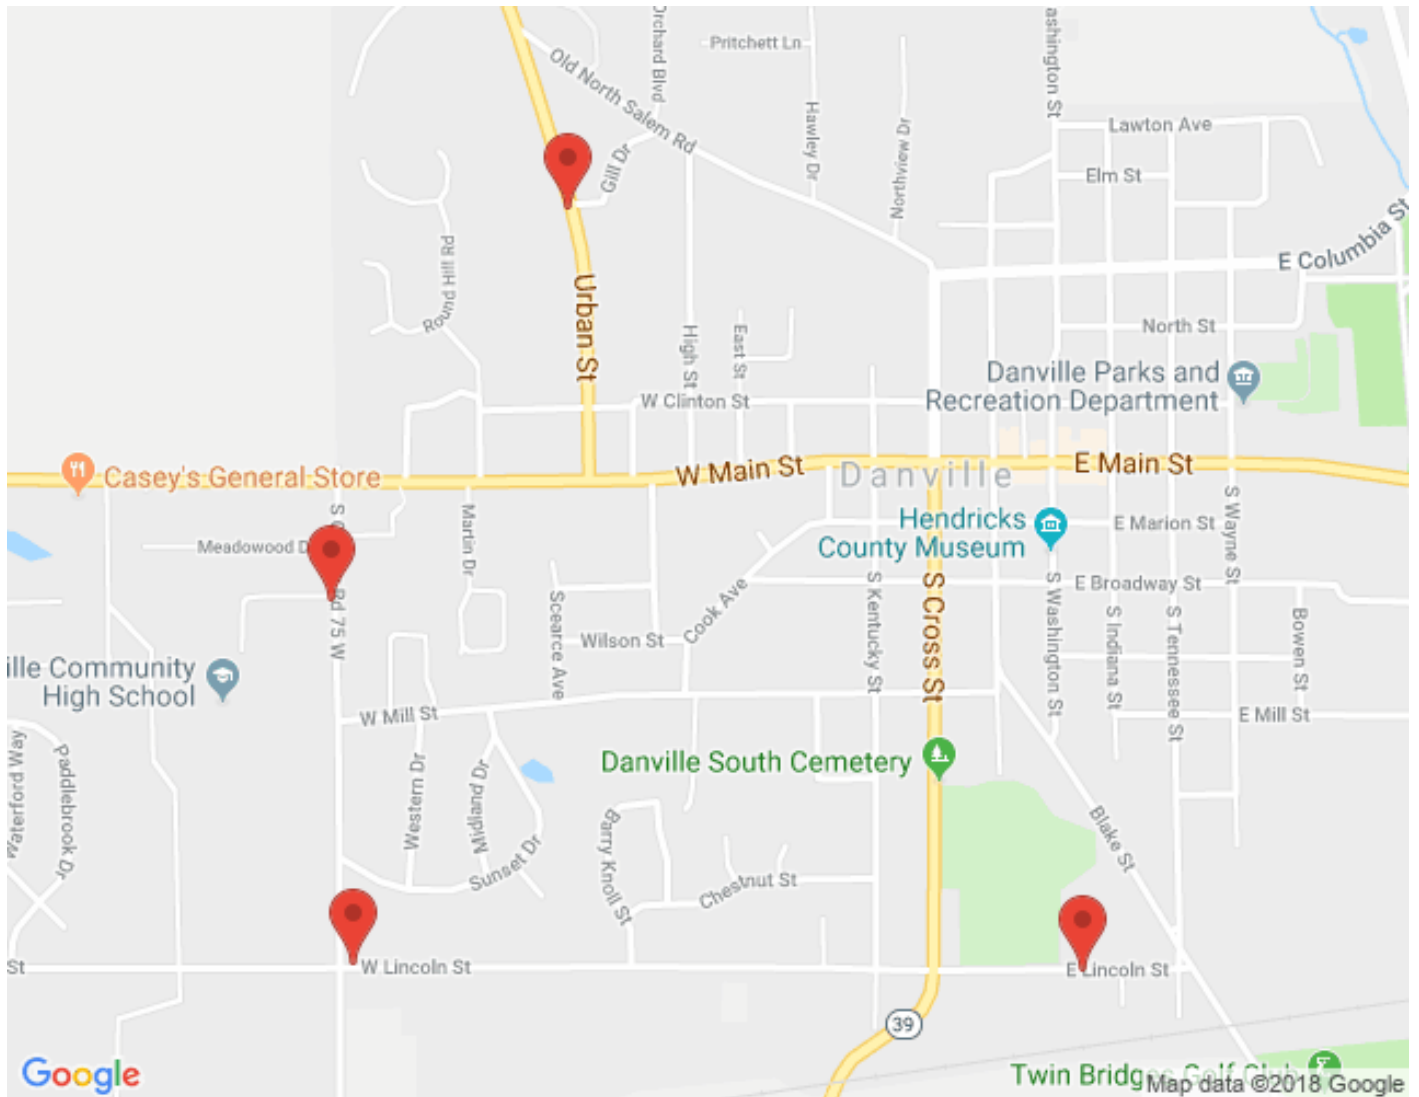 Orchard Blvd
ashington St
Pritchett Ln
Old North Salem Rd
Hawley Dr
Northview Dr
Lawton Ave
Elm St
Gill Dr
E Columbia St
Round Hill Rd
Urban St
High St
East St
North St
W Clinton St
Danville Parks and
Recreation Department
Casey's General Store
W Main St
Danville
E Main St
S
Martin Dr
Meadowood D
Hendricks
County Museum
E Marion St
S Wayne St
Rd 75 W
Scearce Ave
Cook Ave
Wilson St
S Kentucky St
S Cross St
E Broadway St
S Washington St
S Indiana St
S Tennessee St
Bowen St
ille Community
High School
W Mill St
E Mill St
Waterford Way
Paddlebrook Dr
Western Dr
Midland Dr
Sunset Dr
Danville South Cemetery
Barry Knoll St
Chestnut St
Blake St
St
W Lincoln St
E Lincoln St
39
Google
Twin Bridges Golf Club
Map data ©2018 Google